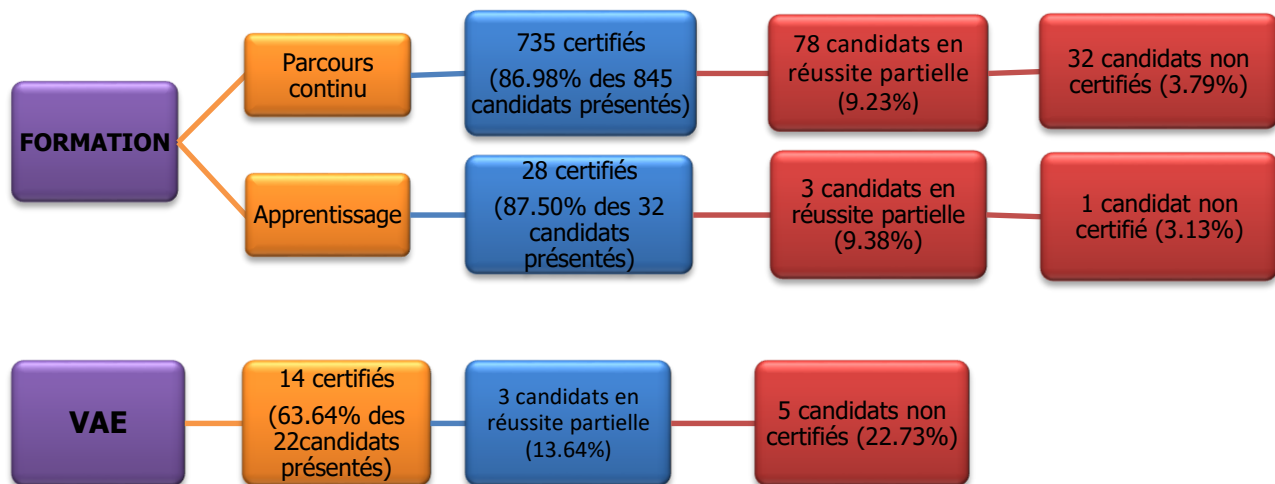 FORMATION
Parcours
continu
735 certifiés
(86.98% des 845
candidats présentés)
78 candidats en
réussite partielle
(9.23%)
32 candidats non
certifiés (3.79%)
Apprentissage
28 certifiés
(87.50% des 32
candidats
présentés)
3 candidats en
réussite partielle
(9.38%)
1 candidat non
certifié (3.13%)
VAE
14 certifiés
(63.64% des
22candidats
présentés)
3 candidats en
réussite partielle
(13.64%)
5 candidats non
certifiés (22.73%)